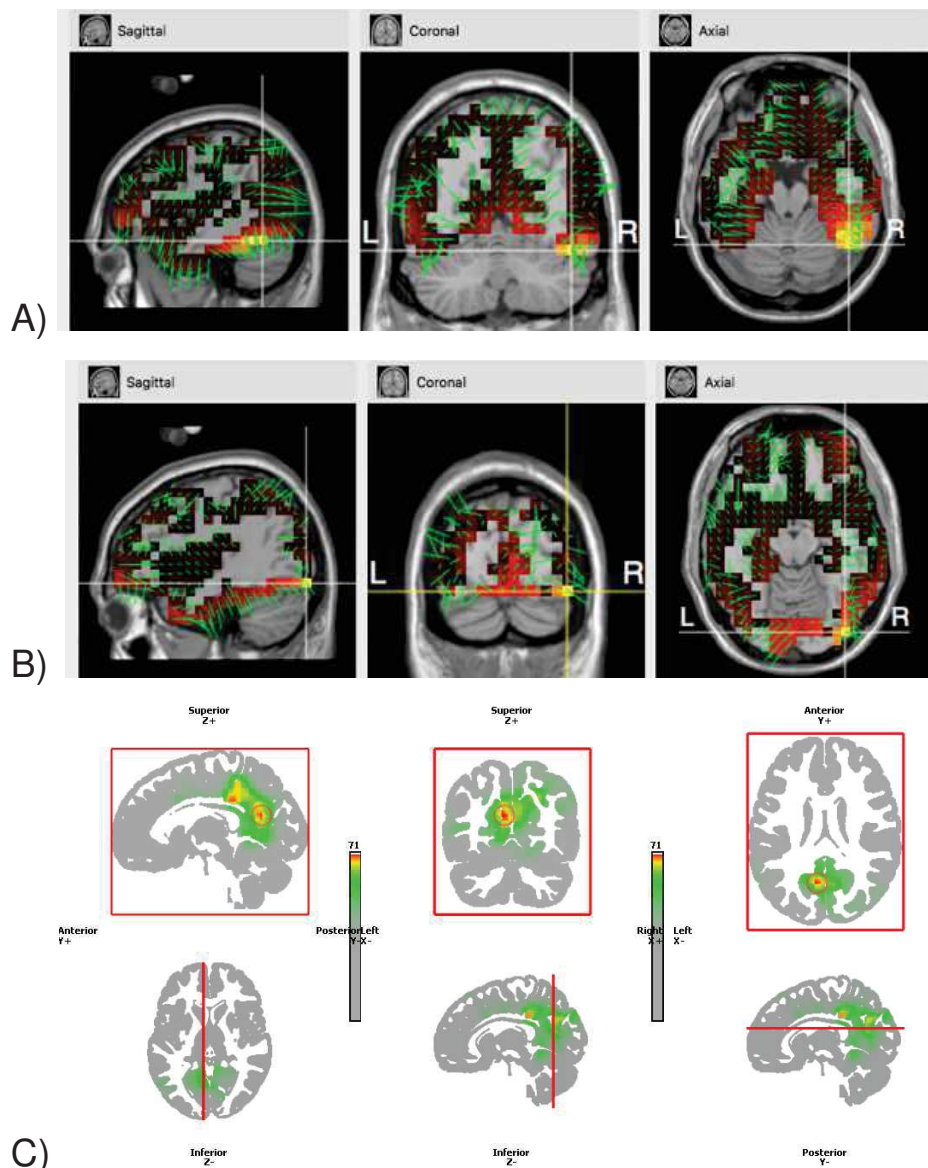 Sagittal Coronal Axial
L R L R
A)
Sagittal Coronal Axial
L R L R
B)
Superior Superior Anterior
Z+ Z+ Y+
71 71
Anterior Posterior Left Right Left
Y+ Y- X- X+ X-
Inferior Inferior Posterior
Z- Z- Y-
C)